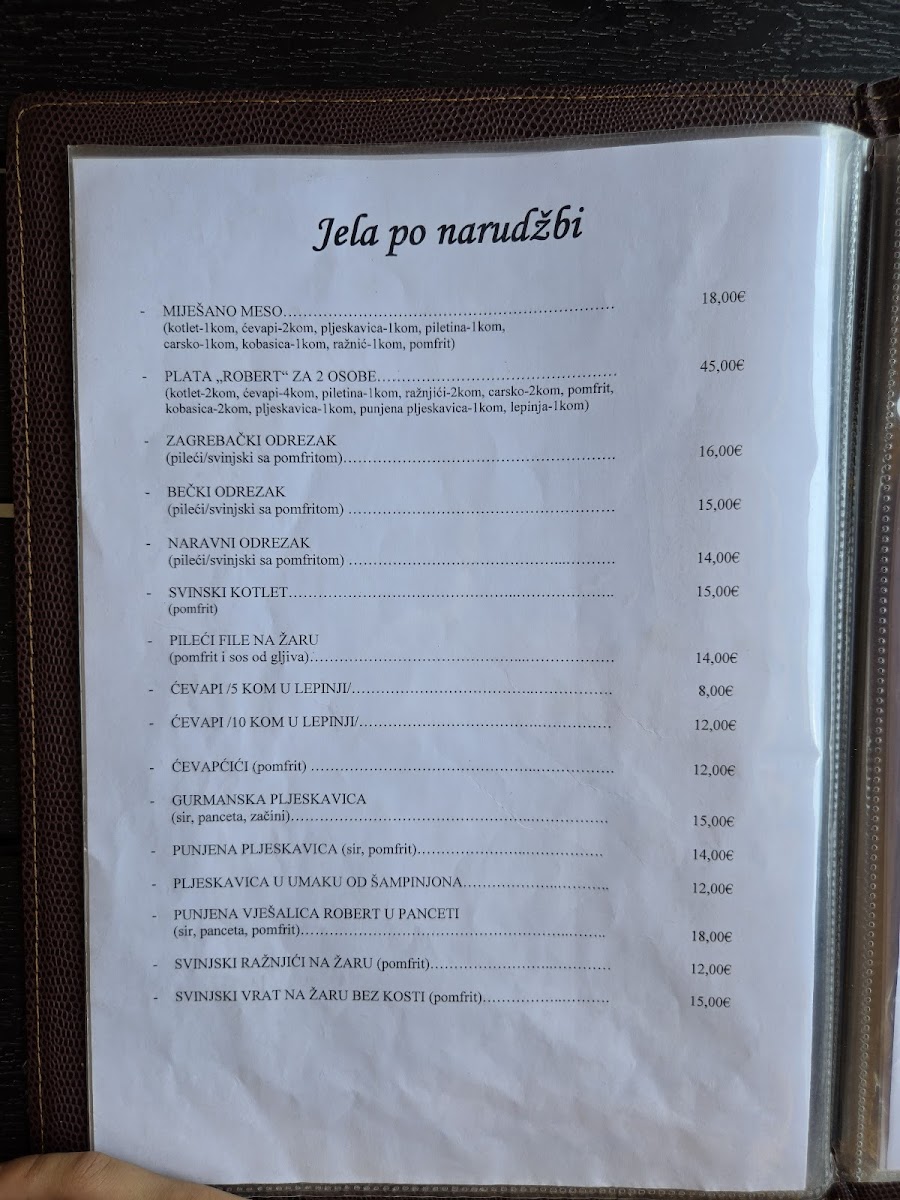 Jela po narudžbi
- MIJEŠANO MESO........................................................................ 18,00€
(kotlet-1kom, ćevapi-2kom, pljeskavica-1kom, piletina-1kom,
carsko-1kom, kobasica-1kom, ražnić-1kom, pomfrit)
- PLATA „ROBERT“ ZA 2 OSOBE.................................................... 45,00€
(kotlet-2kom, ćevapi-4kom, piletina-1kom, ražnjići-2kom, carsko-2kom, pomfrit,
kobasica-2kom, pljeskavica-1kom, punjena pljeskavica-1kom, lepinja-1kom)
- ZAGREBAČKI ODREZAK
(pileći/svinjski sa pomfritom)........................................................... 16,00€
- BEČKI ODREZAK
(pileći/svinjski sa pomfritom) .......................................................... 15,00€
- NARAVNI ODREZAK
(pileći/svinjski sa pomfritom) .......................................................... 14,00€
- SVINSKI KOTLET....................................................................... 15,00€
(pomfrit)
- PILEĆI FILE NA ŽARU
(pomfrit i sos od gljiva).................................................................. 14,00€
- ĆEVAPI /5 KOM U LEPINJI/......................................................... 8,00€
- ĆEVAPI /10 KOM U LEPINJI/....................................................... 12,00€
- ĆEVAPĆIĆI (pomfrit) .................................................................. 12,00€
- GURMANSKA PLJESKAVICA
(sir, panceta, začini)..................................................................... 15,00€
- PUNJENA PLJESKAVICA (sir, pomfrit)........................................ 14,00€
- PLJESKAVICA U UMAKU OD ŠAMPINJONA................................ 12,00€
- PUNJENA VJEŠALICA ROBERT U PANCETI
(sir, panceta, pomfrit)................................................................... 18,00€
- SVINJSKI RAŽNJIĆI NA ŽARU (pomfrit)....................................... 12,00€
- SVINJSKI VRAT NA ŽARU BEZ KOSTI (pomfrit)........................... 15,00€